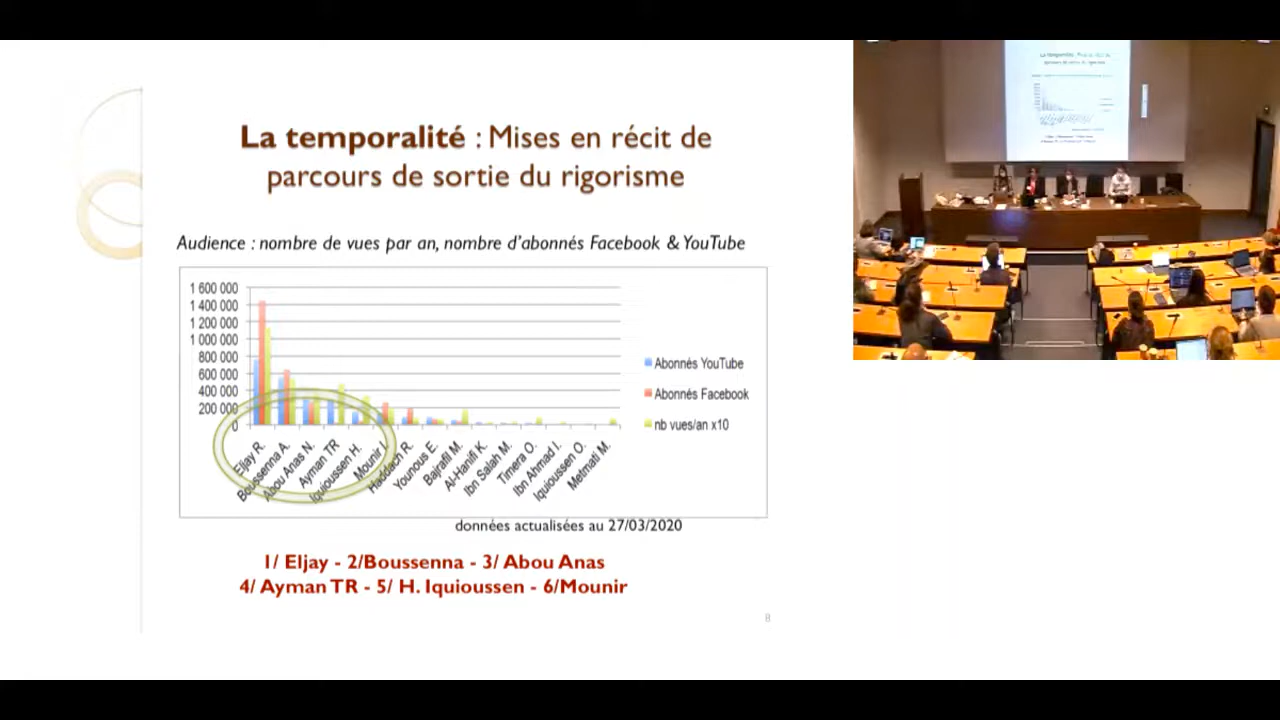 La temporalité : Mises en récit de
parcours de sortie du rigorisme
Audience : nombre de vues par an, nombre d'abonnés Facebook & YouTube
1 600 000
1 400 000
1 200 000
1 000 000
800 000
600 000
400 000
200 000
0
Abonnés YouTube
Abonnés Facebook
nb vues/an x10
Eljay R.
Boussenna A.
Abou Anas N.
Ayman TR
Iquioussen H.
Mounir I.
Haddach R.
Younous E.
Bajrafil M.
Al-Hanifi K.
Ibn Salah M.
Timera O.
Ibn Ahmad I.
Iquioussen O.
Metmati M.
données actualisées au 27/03/2020
1/ Eljay - 2/Boussenna - 3/ Abou Anas
4/ Ayman TR - 5/ H. Iquioussen - 6/Mounir
8